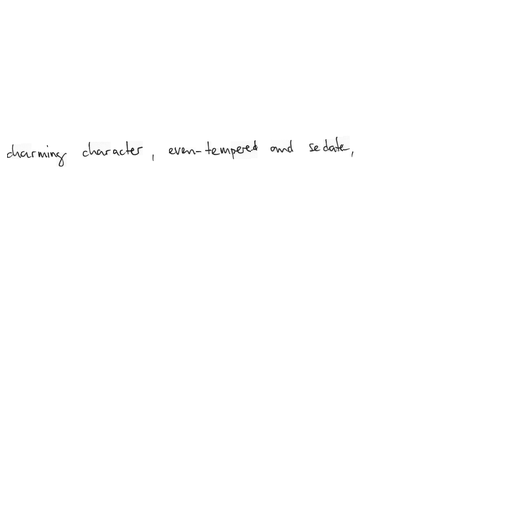 charming character, even-tempered and sedate,